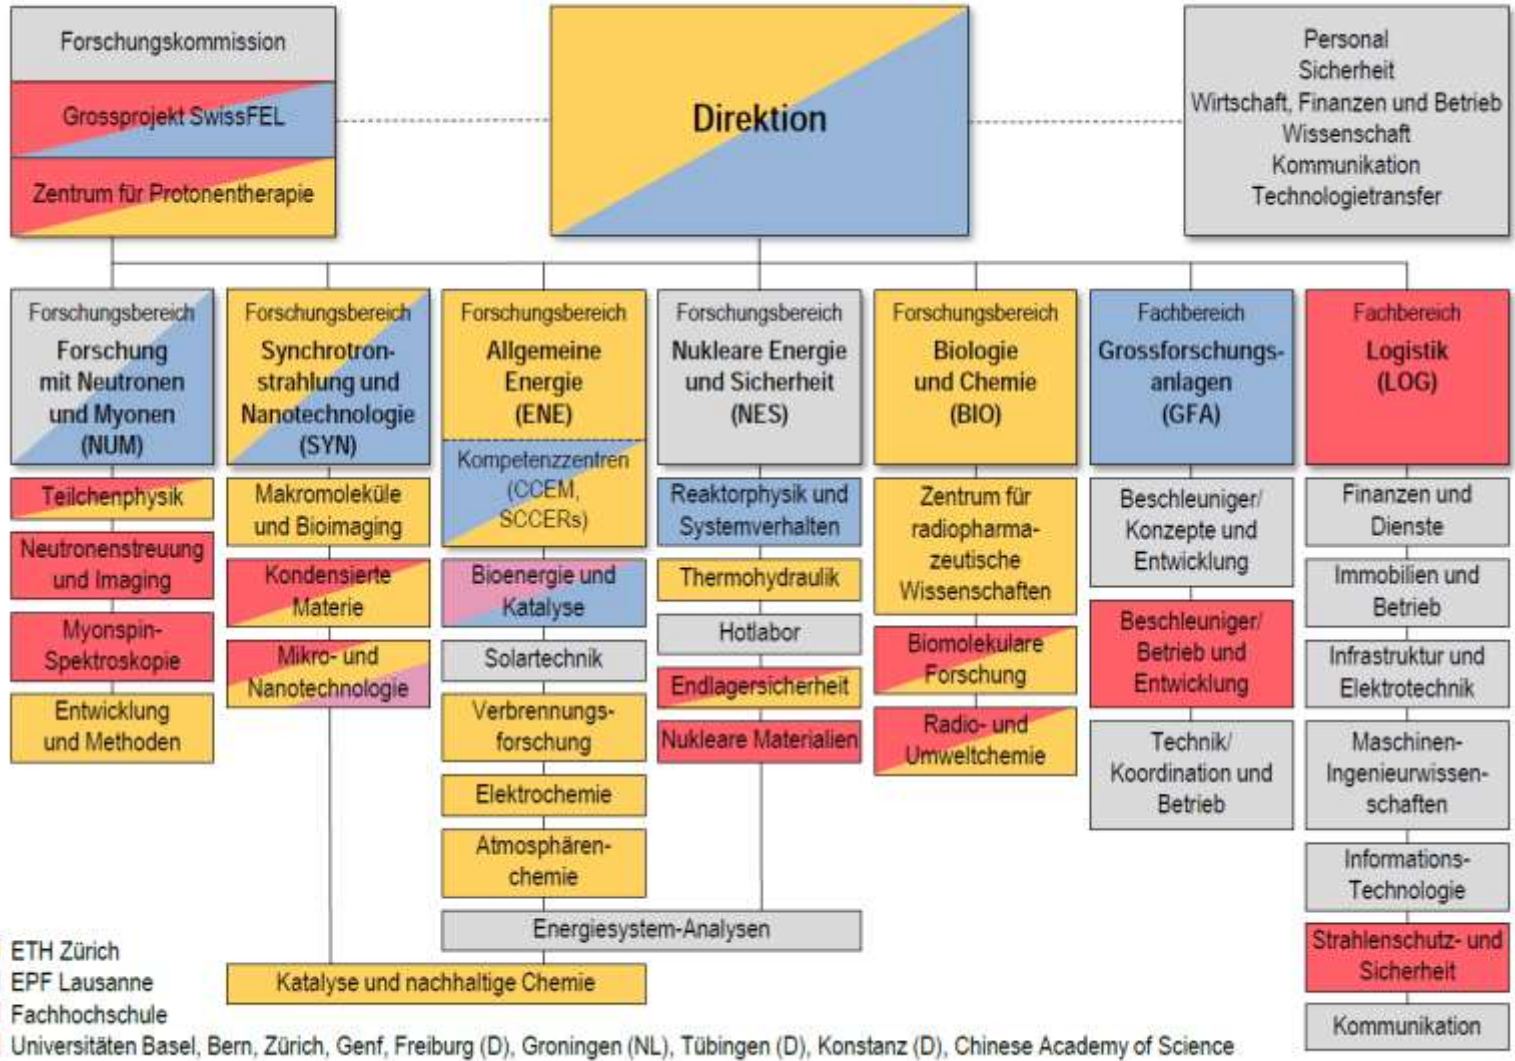 Forschungskommission
Grossprojekt SwissFEL
Zentrum für Protonentherapie
Direktion
Personal
Sicherheit
Wirtschaft, Finanzen und Betrieb
Wissenschaft
Kommunikation
Technologietransfer
Forschungsbereich
Forschung
mit Neutronen
und Myonen
(NUM)
Teilchenphysik
Neutronenstreuung
und Imaging
Myonspin-
Spektroskopie
Entwicklung
und Methoden
Forschungsbereich
Synchrotron-
strahlung und
Nanotechnologie
(SYN)
Makromoleküle
und Bioimaging
Kondensierte
Materie
Mikro- und
Nanotechnologie
Forschungsbereich
Allgemeine
Energie
(ENE)
Kompetenzzentren
(CCEM,
SCCERs)
Bioenergie und
Katalyse
Solartechnik
Verbrennungs-
forschung
Elektrochemie
Atmosphären-
chemie
Forschungsbereich
Nukleare Energie
und Sicherheit
(NES)
Reaktorphysik und
Systemverhalten
Thermohydraulik
Hotlabor
Endlagersicherheit
Nukleare Materialien
Energiesystem-Analysen
Katalyse und nachhaltige Chemie
Forschungsbereich
Biologie
und Chemie
(BIO)
Zentrum für
radiopharma-
zeutische
Wissenschaften
Biomolekulare
Forschung
Radio- und
Umweltchemie
Fachbereich
Grossforschungs-
anlagen
(GFA)
Beschleuniger/
Konzepte und
Entwicklung
Beschleuniger/
Betrieb und
Entwicklung
Technik/
Koordination und
Betrieb
Fachbereich
Logistik
(LOG)
Finanzen und
Dienste
Immobilien und
Betrieb
Infrastruktur und
Elektrotechnik
Maschinen-
Ingenieurwissen-
schaften
Informations-
Technologie
Strahlenschutz- und
Sicherheit
Kommunikation
ETH Zürich
EPF Lausanne
Fachhochschule
Universitäten Basel, Bern, Zürich, Genf, Freiburg (D), Groningen (NL), Tübingen (D), Konstanz (D), Chinese Academy of Science